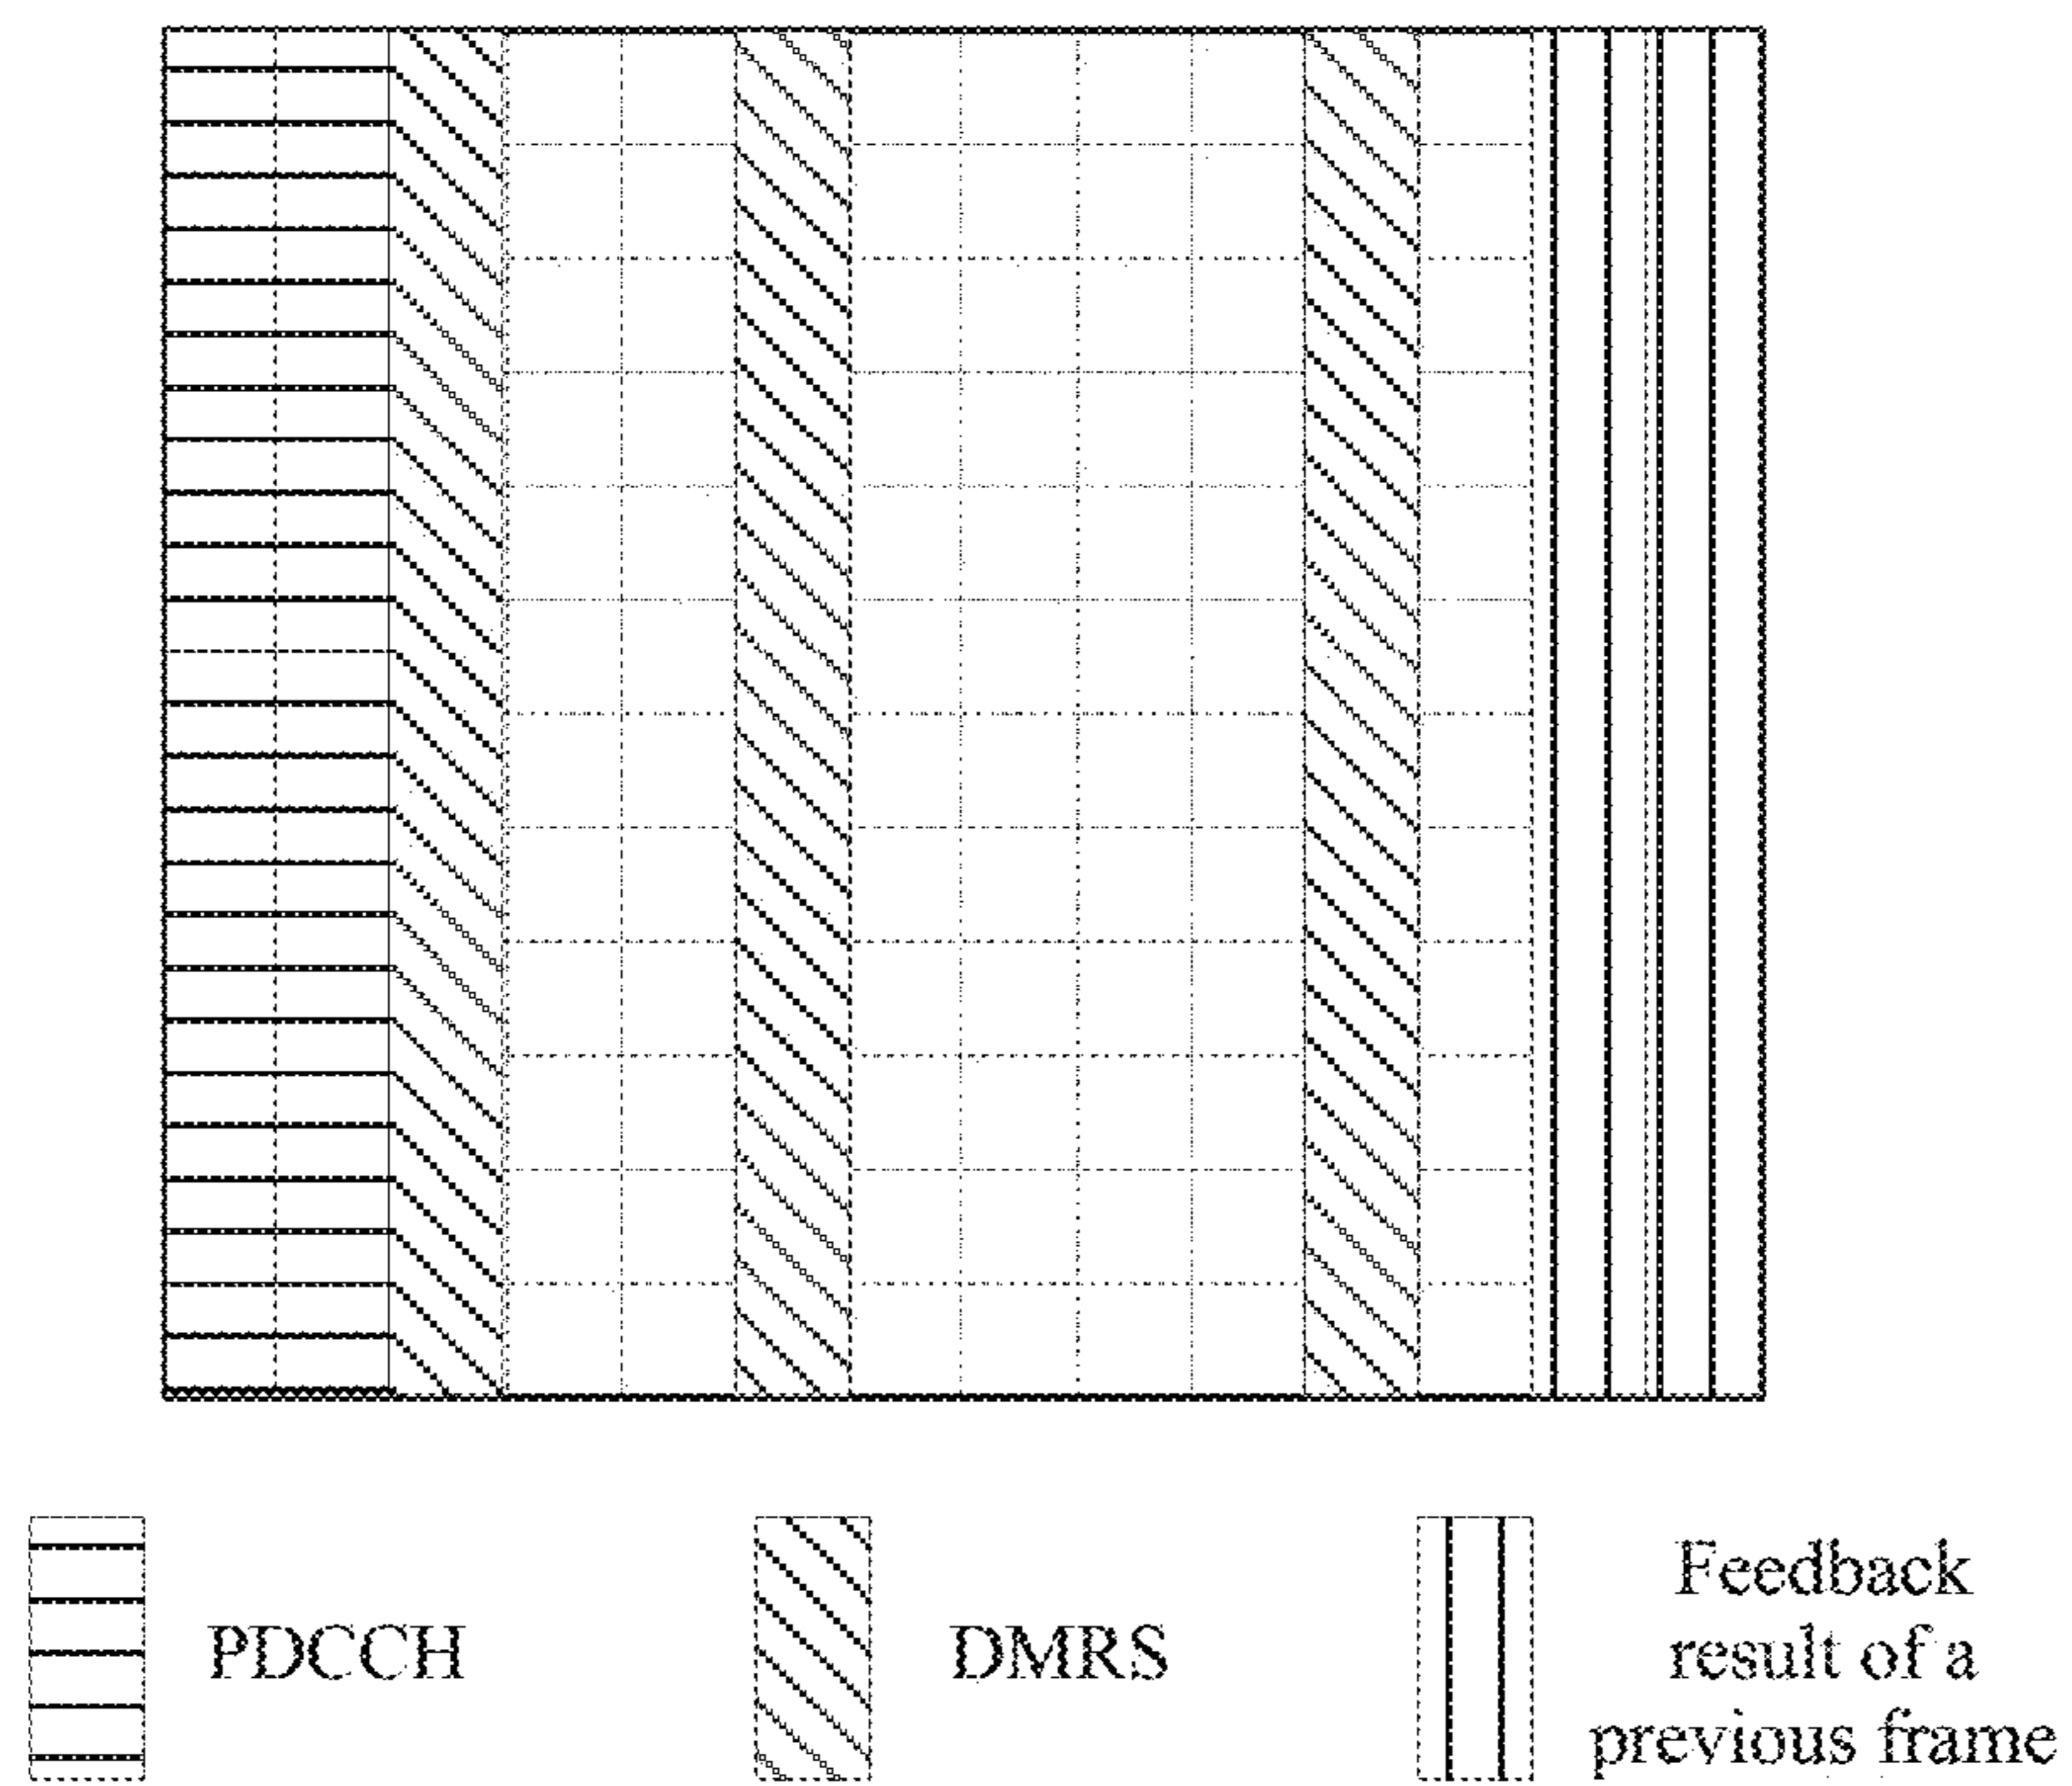 PDCCH
DMRS
Feedback
result of a
previous frame